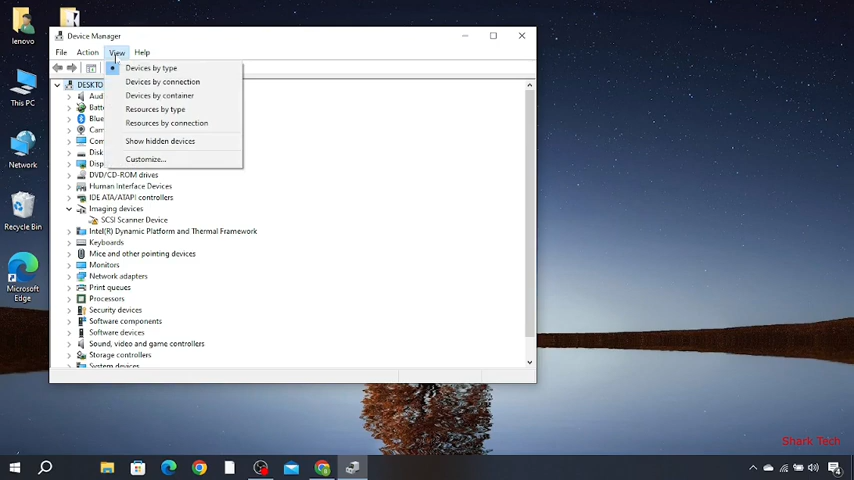 lenovo
This PC
Network
Recycle Bin
Microsoft
Edge
Device Manager
File Action View Help
Devices by type
Devices by connection
Devices by container
Resources by type
Resources by connection
Show hidden devices
Customize...
DESKTO
Aud
Batt
Blue
Cam
Com
Disk
Disp
DVD/CD-ROM drives
Human Interface Devices
IDE ATA/ATAPI controllers
Imaging devices
SCSI Scanner Device
Intel(R) Dynamic Platform and Thermal Framework
Keyboards
Mice and other pointing devices
Monitors
Network adapters
Print queues
Processors
Security devices
Software components
Software devices
Sound, video and game controllers
Storage controllers
System devices
Shark Tech
4